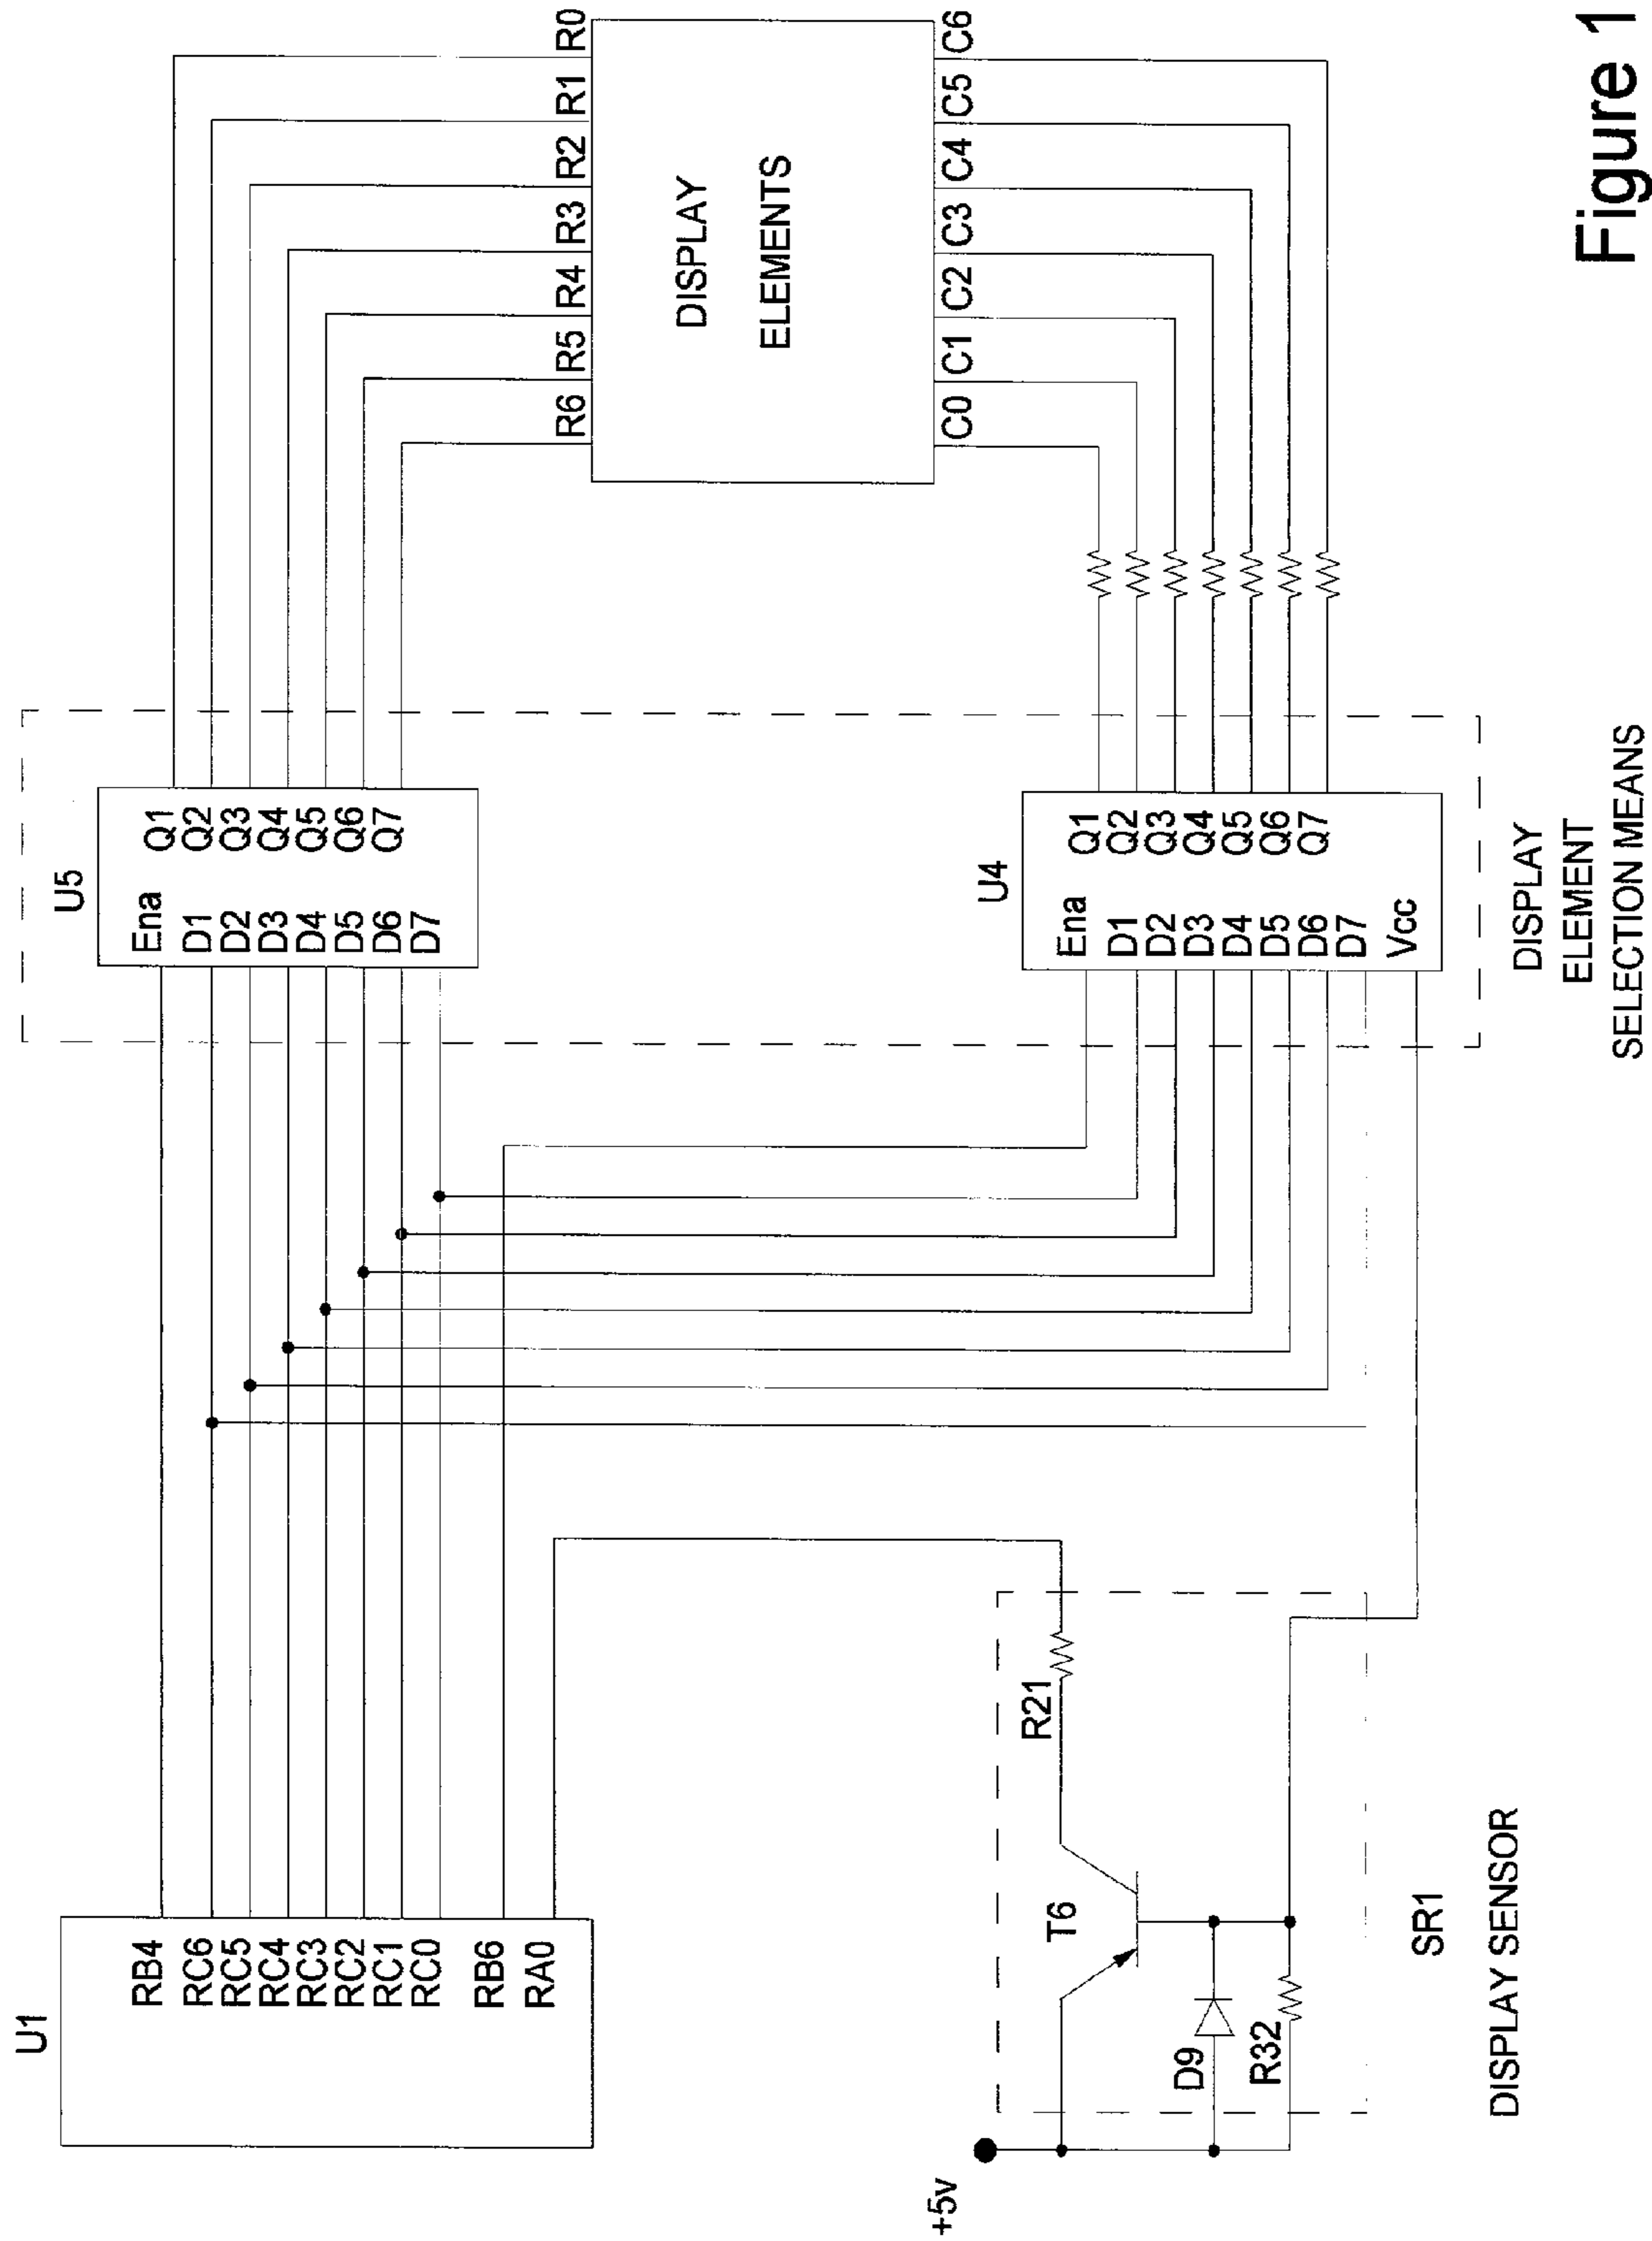 U1
RB4
RC6
RC5
RC4
RC3
RC2
RC1
RC0
RB6
RA0
U5
Ena
D1
D2
D3
D4
D5
D6
D7
Q1
Q2
Q3
Q4
Q5
Q6
Q7
R6
R5
R4
R3
R2
R1
R0
DISPLAY
ELEMENTS
C0
C1
C2
C3
C4
C5
C6
U4
Ena
D1
D2
D3
D4
D5
D6
D7
Vcc
Q1
Q2
Q3
Q4
Q5
Q6
Q7
DISPLAY
ELEMENT
SELECTION MEANS
+5v
T6
R21
D9
R32
SR1
DISPLAY SENSOR
Figure 1